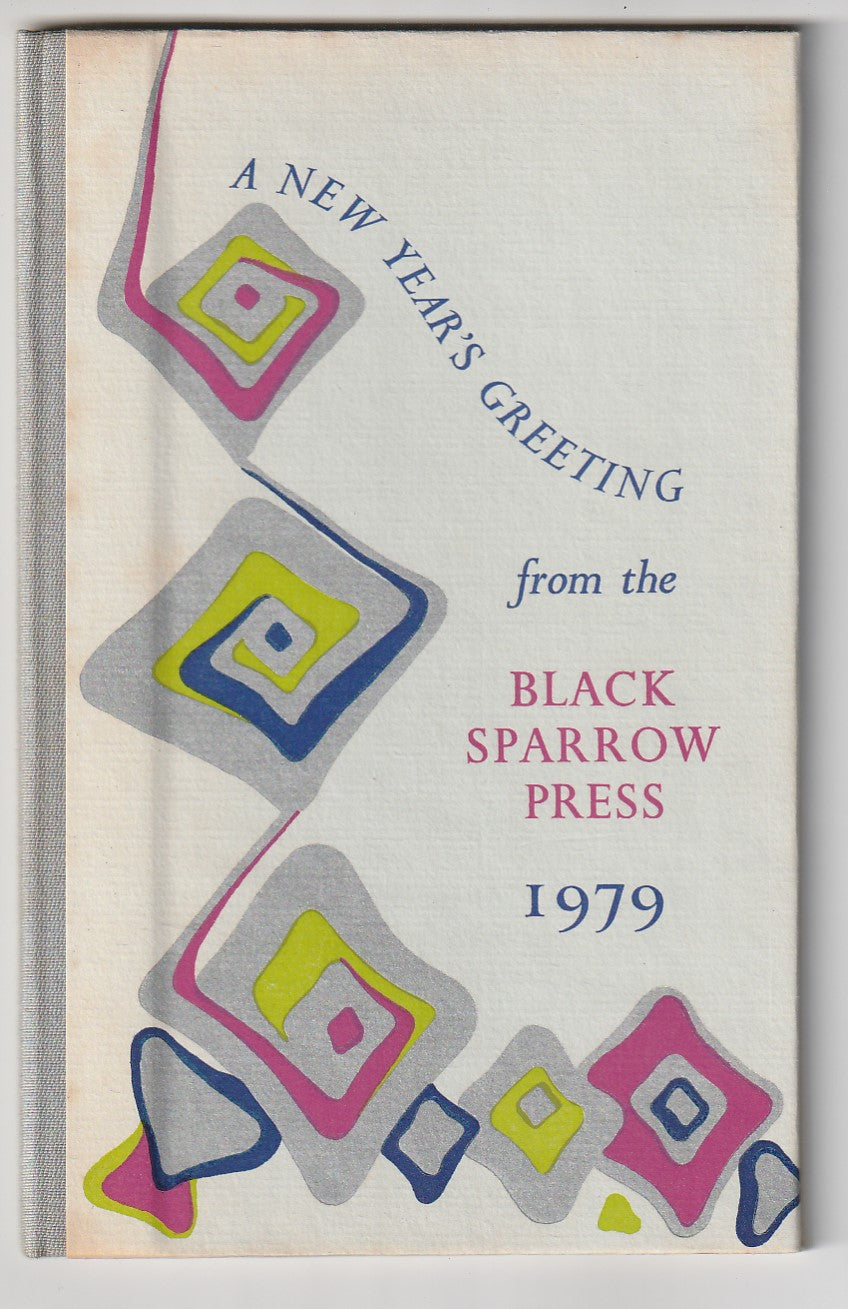 A NEW YEAR'S GREETING
from the
BLACK
SPARROW
PRESS
1979